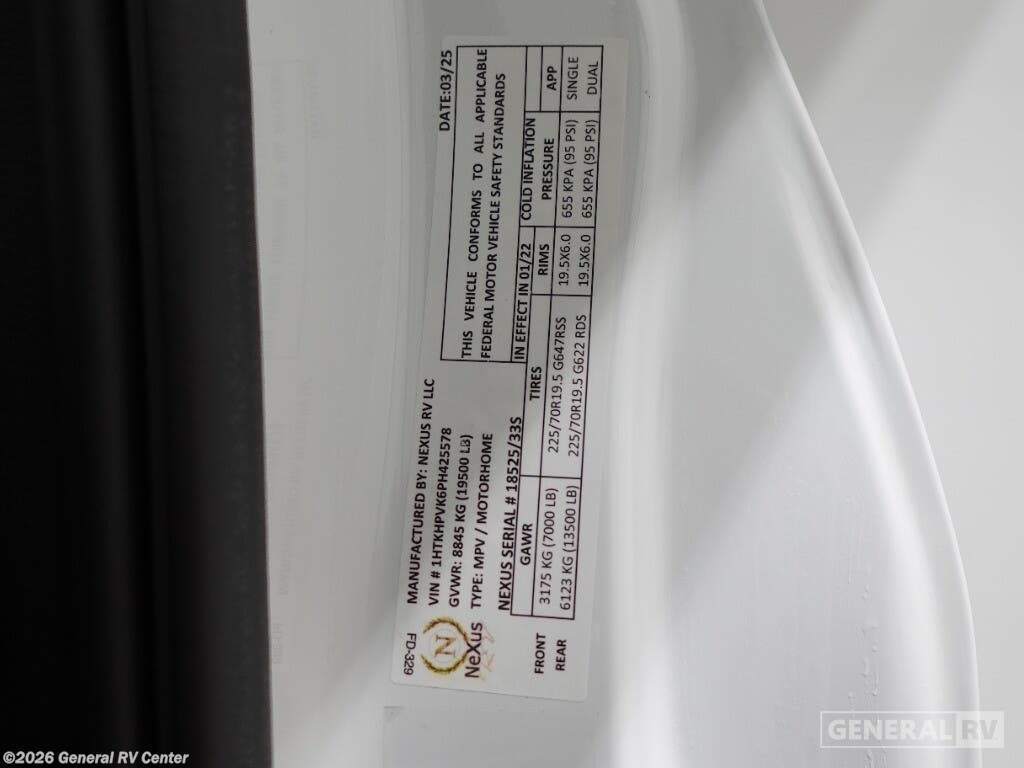 DATE:03/25
MANUFACTURED BY: NEXUS RV LLC
VIN # 1HTKHPVK6PH425578
GVWR: 8845 KG (19500 LB)
TYPE: MPV / MOTORHOME
NEXUS SERIAL # 18525/33S
THIS VEHICLE CONFORMS TO ALL APPLICABLE
FEDERAL MOTOR VEHICLE SAFETY STANDARDS
IN EFFECT IN 01/22
FD-329
N
NeXus
RV
GAWR TIRES RIMS COLD INFLATION PRESSURE APP
FRONT 3175 KG (7000 LB) 225/70R19.5 G647RSS 19.5X6.0 655 KPA (95 PSI) SINGLE
REAR 6123 KG (13500 LB) 225/70R19.5 G622 RDS 19.5X6.0 655 KPA (95 PSI) DUAL
GENERAL RV
©2026 General RV Center